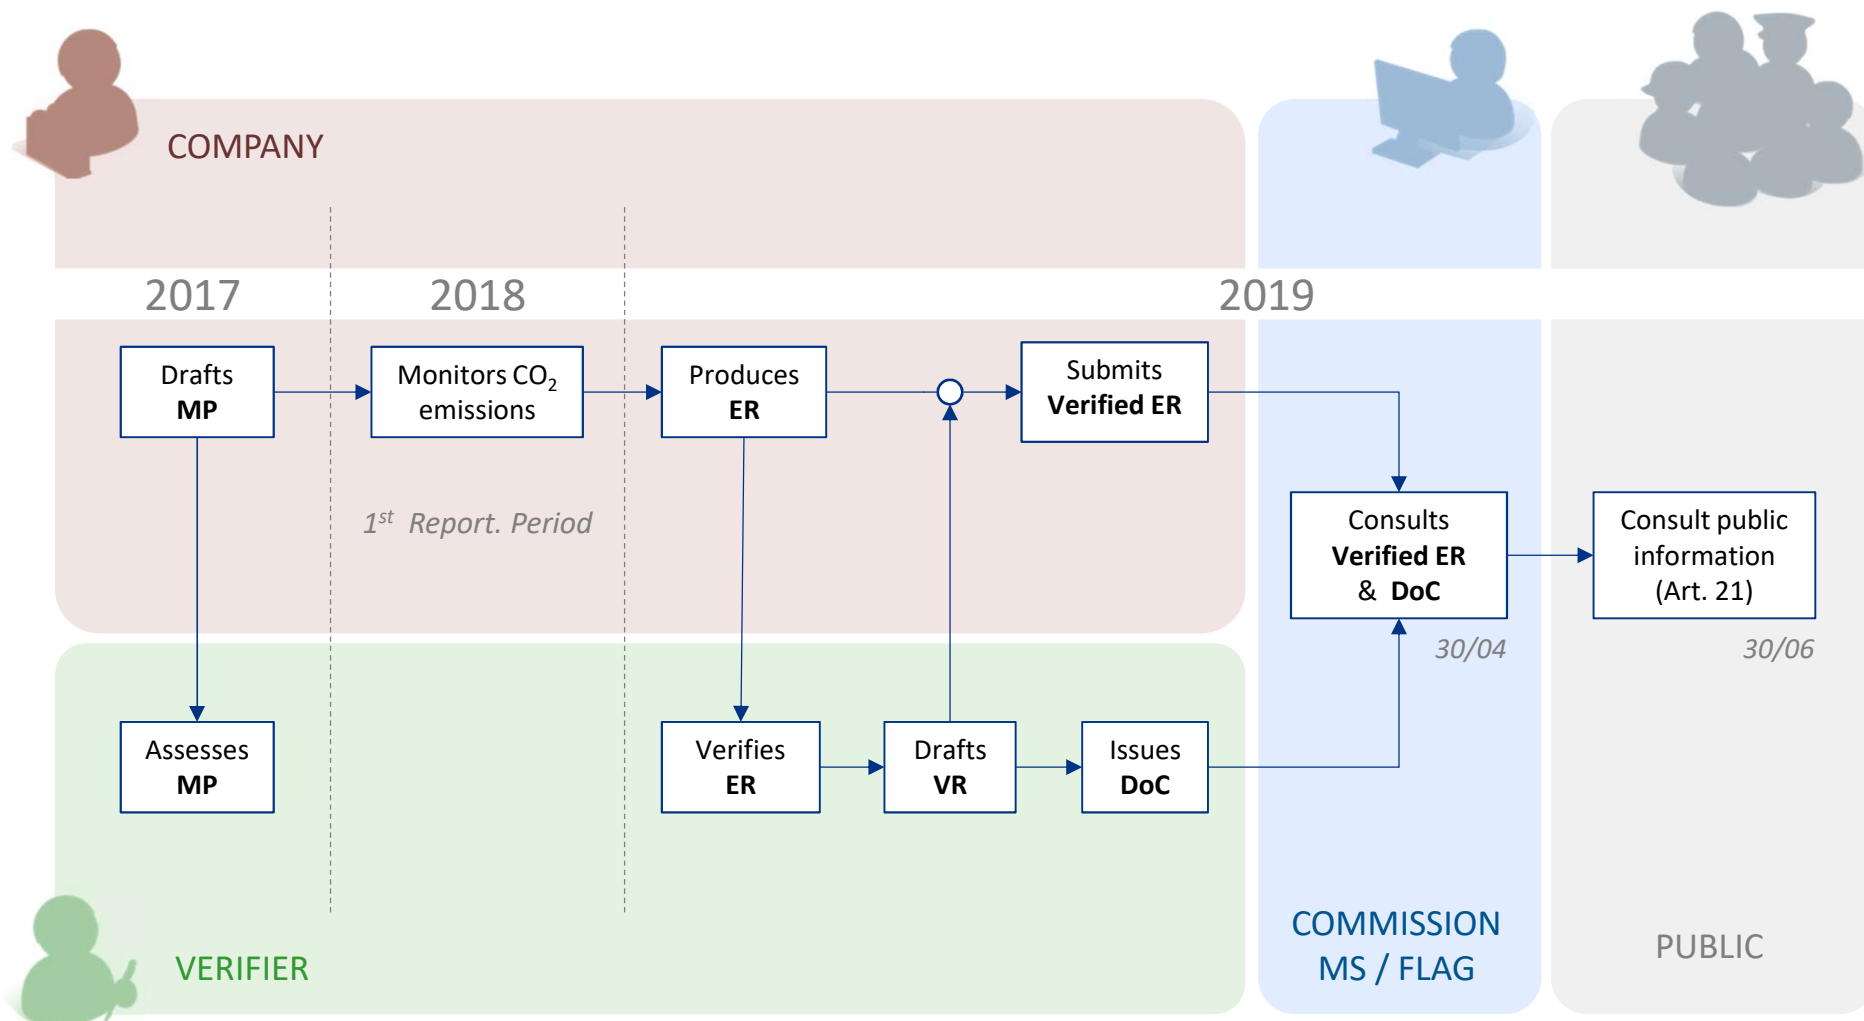 COMPANY
2017
2018
2019
Drafts
MP
Monitors CO₂
emissions
Produces
ER
Submits
Verified ER
1st Report. Period
Consults
Verified ER
& DoC
30/04
Consult public
information
(Art. 21)
30/06
Assesses
MP
Verifies
ER
Drafts
VR
Issues
DoC
VERIFIER
COMMISSION
MS / FLAG
PUBLIC